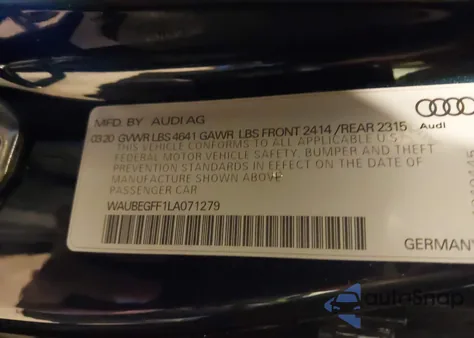 MFD. BY AUDI AG
03.20 GVWR LBS 4641 GAWR LBS FRONT 2414 / REAR 2315
Audi
THIS VEHICLE CONFORMS TO ALL APPLICABLE U.S.
FEDERAL MOTOR VEHICLE SAFETY, BUMPER AND THEFT
PREVENTION STANDARDS IN EFFECT ON THE DATE OF
MANUFACTURE SHOWN ABOVE.
PASSENGER CAR
WAUBEGFF1LA071279
GERMANY
autoSnap